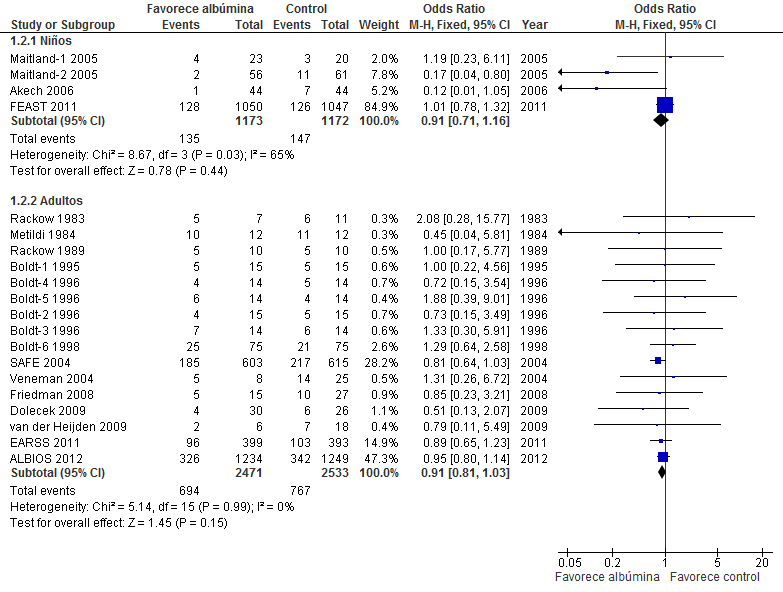 Favorece albúmina Control Odds Ratio Odds Ratio
Study or Subgroup Events Total Events Total Weight M-H, Fixed, 95% CI Year M-H, Fixed, 95% CI
1.2.1 Niños
Maitland-1 2005 4 23 3 20 2.0% 1.19 [0.23, 6.11] 2005
Maitland-2 2005 2 56 11 61 7.8% 0.17 [0.04, 0.80] 2005
Akech 2006 1 44 7 44 5.2% 0.12 [0.01, 1.05] 2006
FEAST 2011 128 1050 126 1047 84.9% 1.01 [0.78, 1.32] 2011
Subtotal (95% CI) 1173 1172 100.0% 0.91 [0.71, 1.16]
Total events 135 147
Heterogeneity: Chi² = 8.67, df = 3 (P = 0.03); I² = 65%
Test for overall effect: Z = 0.78 (P = 0.44)
1.2.2 Adultos
Rackow 1983 5 7 6 11 0.3% 2.08 [0.28, 15.77] 1983
Metildi 1984 10 12 11 12 0.3% 0.45 [0.04, 5.81] 1984
Rackow 1989 5 10 5 10 0.3% 1.00 [0.17, 5.77] 1989
Boldt-1 1995 5 15 5 15 0.6% 1.00 [0.22, 4.56] 1995
Boldt-4 1996 4 14 5 14 0.6% 0.72 [0.15, 3.54] 1996
Boldt-5 1996 6 14 4 14 0.4% 1.88 [0.39, 9.01] 1996
Boldt-2 1996 4 15 5 15 0.6% 0.73 [0.15, 3.49] 1996
Boldt-3 1996 7 14 6 14 0.5% 1.33 [0.30, 5.91] 1996
Boldt-6 1998 25 75 21 75 2.6% 1.29 [0.64, 2.58] 1998
SAFE 2004 185 603 217 615 28.2% 0.81 [0.64, 1.03] 2004
Veneman 2004 5 8 14 25 0.5% 1.31 [0.26, 6.72] 2004
Friedman 2008 5 15 10 27 0.9% 0.85 [0.23, 3.21] 2008
Dolecek 2009 4 30 6 26 1.0% 0.51 [0.13, 2.07] 2009
van der Heijden 2009 2 6 7 18 0.4% 0.79 [0.11, 5.49] 2009
EARSS 2011 96 399 103 393 14.9% 0.89 [0.65, 1.23] 2011
ALBIOS 2012 326 1234 342 1249 47.3% 0.95 [0.80, 1.14] 2012
Subtotal (95% CI) 2471 2533 100.0% 0.91 [0.81, 1.03]
Total events 694 767
Heterogeneity: Chi² = 5.14, df = 15 (P = 0.99); I² = 0%
Test for overall effect: Z = 1.45 (P = 0.15)
0.05 0.2 1 5 20
Favorece albúmina Favorece control